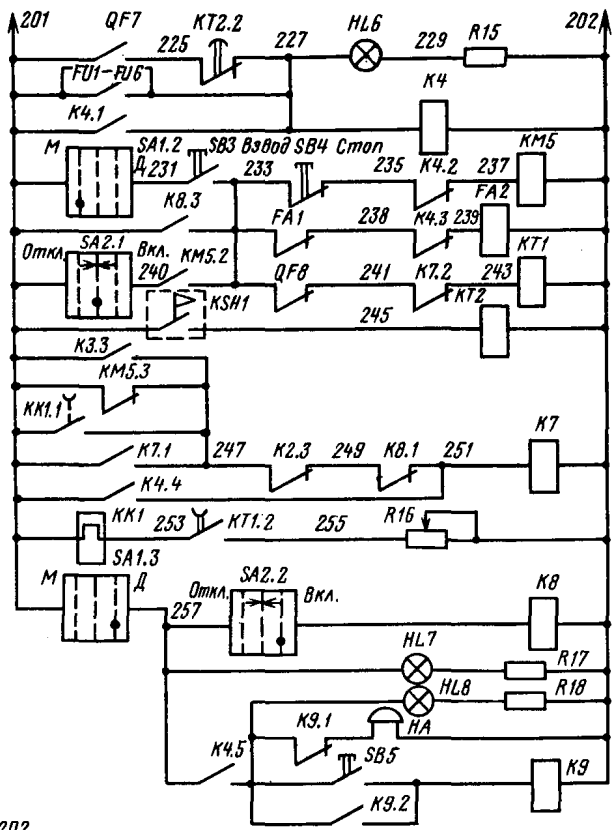 201 QF7 KT2.2 HL6 R15 202
225 227 229
FU1-FU6
K4.1 K4
M SA1.2 Д 231 SB3 Взвод SB4 Стоп KM5
233 235 K4.2 237
K8.3 FA1 238 K4.3 239 FA2
Откл. SA2.1 Вкл. KM5.2 KT1
240 QF8 241 K7.2 243
KSH1 245 KT2
K3.3
KM5.3
KK1.1
K7.1 247 K2.3 249 K8.1 251 K7
K4.4
KK1 253 KT1.2 255 R16
SA1.3
M Д Откл. SA2.2 Вкл. K8
257
HL7 R17
HL8 R18
K9.1 HA
K4.5 SB5 K9
K9.2
202